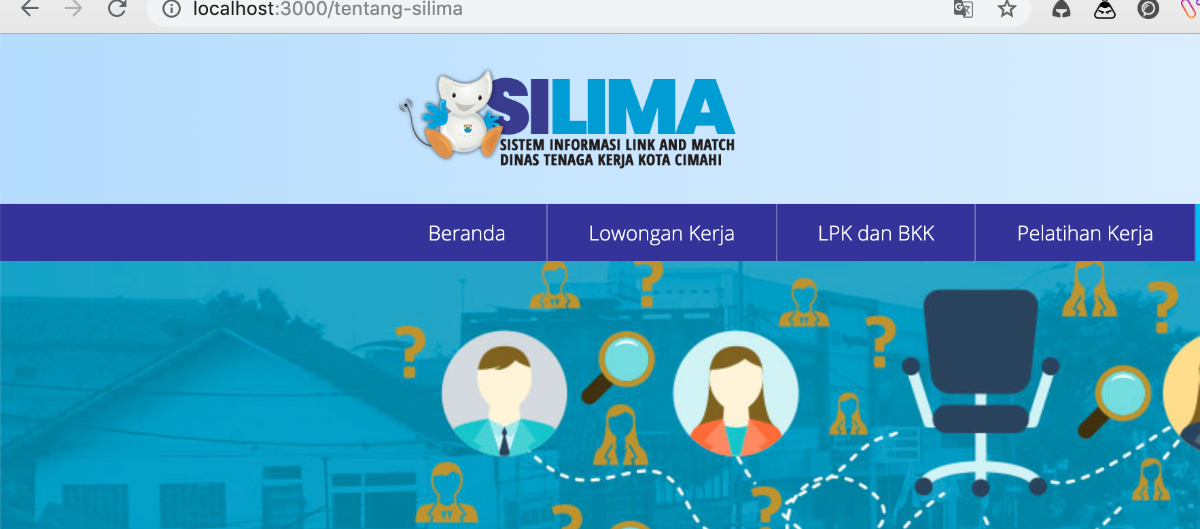 localhost:3000/tentang-silima
SILIMA
SISTEM INFORMASI LINK AND MATCH
DINAS TENAGA KERJA KOTA CIMAHI
Beranda
Lowongan Kerja
LPK dan BKK
Pelatihan Kerja
? ? ? ? ? ?